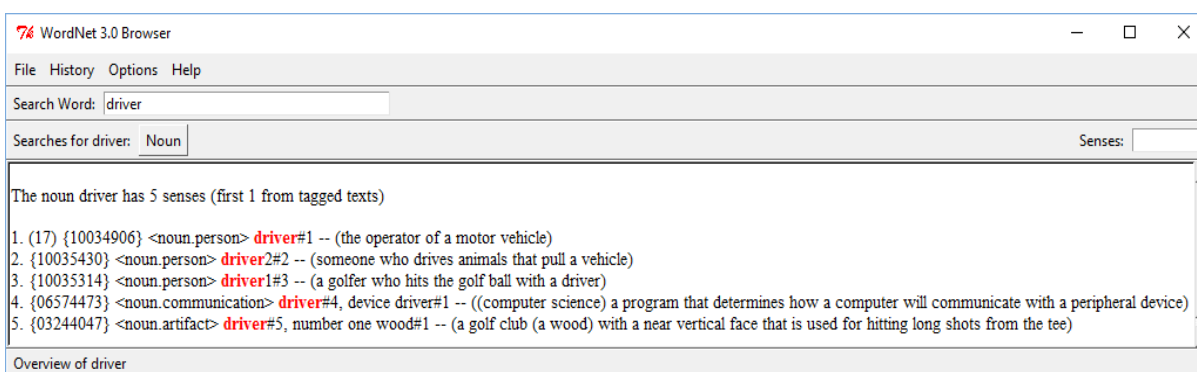 WordNet 3.0 Browser
File History Options Help
Search Word: driver
Searches for driver: Noun Senses:
The noun driver has 5 senses (first 1 from tagged texts)
1. (17) {10034906} <noun.person> driver#1 -- (the operator of a motor vehicle)
2. {10035430} <noun.person> driver2#2 -- (someone who drives animals that pull a vehicle)
3. {10035314} <noun.person> driver1#3 -- (a golfer who hits the golf ball with a driver)
4. {06574473} <noun.communication> driver#4, device driver#1 -- ((computer science) a program that determines how a computer will communicate with a peripheral device)
5. {03244047} <noun.artifact> driver#5, number one wood#1 -- (a golf club (a wood) with a near vertical face that is used for hitting long shots from the tee)
Overview of driver